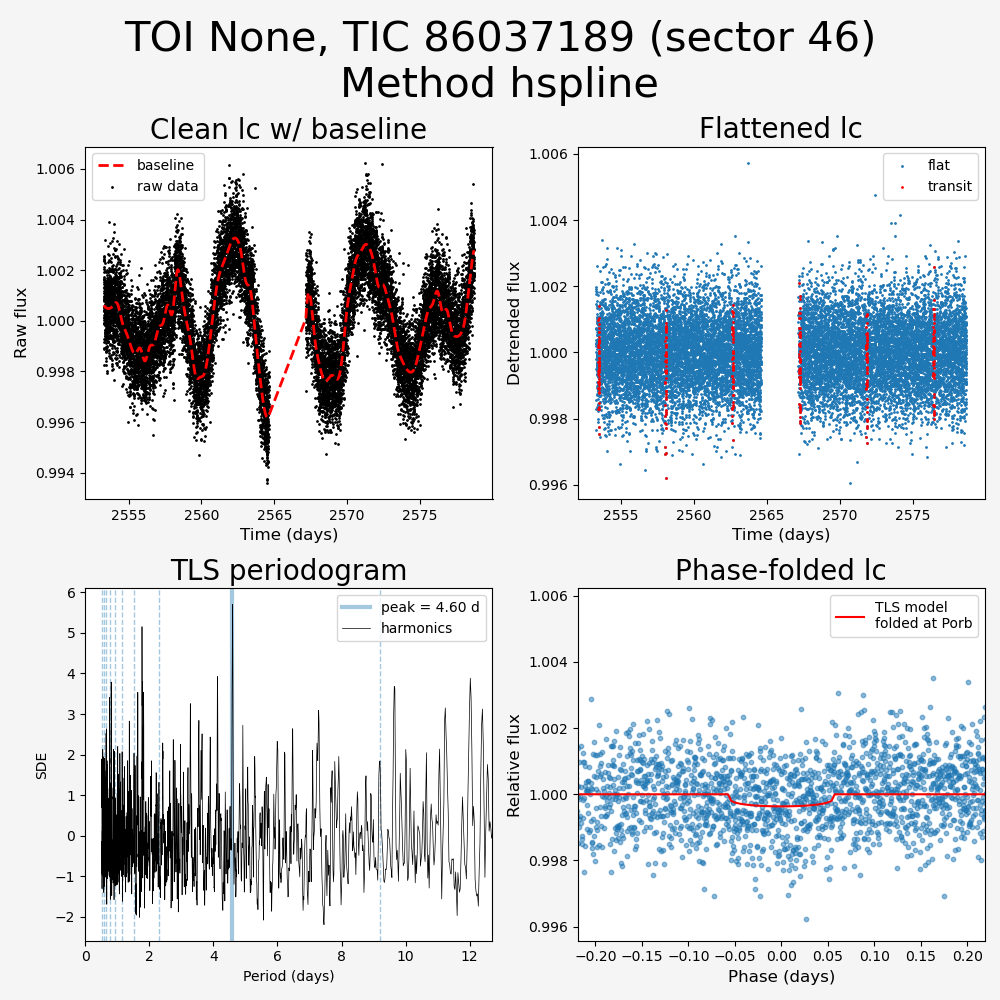 TOI None, TIC 86037189 (sector 46)
Method hspline
Clean lc w/ baseline
Flattened lc
baseline
raw data
flat
transit
1.006
1.004
1.002
1.000
0.998
0.996
0.994
Raw flux
2555
2560
2565
2570
2575
Time (days)
1.006
1.004
1.002
1.000
0.998
0.996
Detrended flux
2555
2560
2565
2570
2575
Time (days)
TLS periodogram
Phase-folded lc
peak = 4.60 d
harmonics
6
5
4
3
2
1
0
−1
−2
SDE
0
2
4
6
8
10
12
Period (days)
TLS model
folded at Porb
1.006
1.004
1.002
1.000
0.998
0.996
Relative flux
−0.20
−0.15
−0.10
−0.05
0.00
0.05
0.10
0.15
0.20
Phase (days)